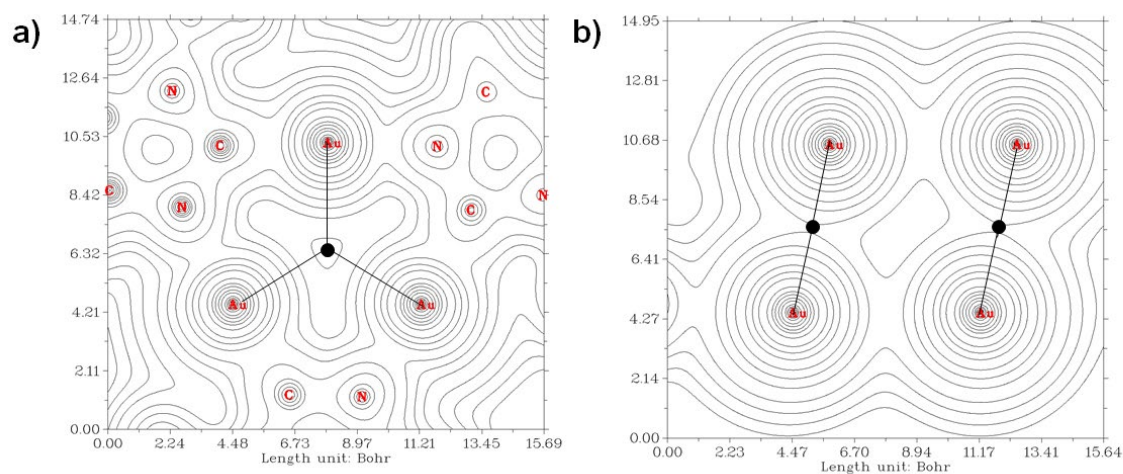 a)
14.74
12.64
10.53
8.42
6.32
4.21
2.11
0.00
0.00 2.24 4.48 6.73 8.97 11.21 13.45 15.69
Length unit: Bohr
N C
C Au N
C N C N
Au Au
C N
b)
14.95
12.81
10.68
8.54
6.41
4.27
2.14
0.00
0.00 2.23 4.47 6.70 8.94 11.17 13.41 15.64
Length unit: Bohr
Au Au
Au Au